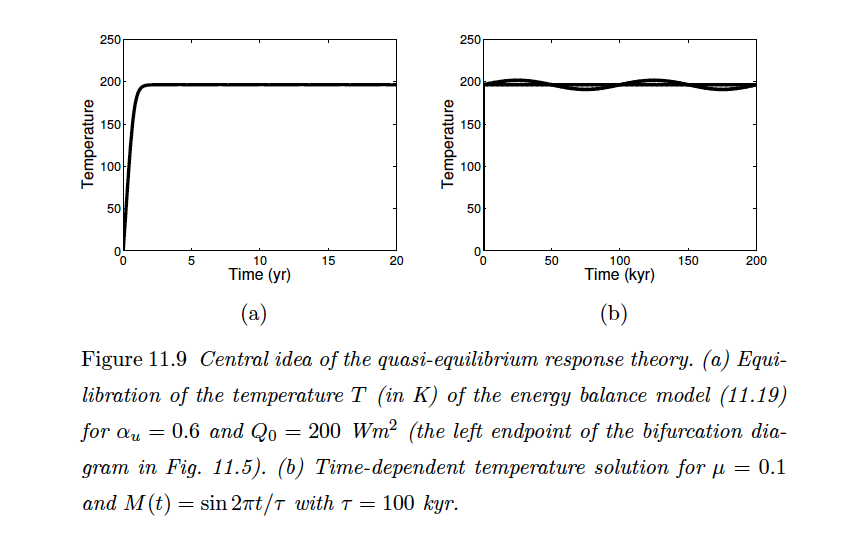 250
200
150
100
50
0
Temperature
0 5 10 15 20
Time (yr)
(a)
250
200
150
100
50
0
Temperature
0 50 100 150 200
Time (kyr)
(b)
Figure 11.9 Central idea of the quasi-equilibrium response theory. (a) Equi-
libration of the temperature T (in K) of the energy balance model (11.19)
for αu = 0.6 and Q0 = 200 Wm² (the left endpoint of the bifurcation dia-
gram in Fig. 11.5). (b) Time-dependent temperature solution for μ = 0.1
and M(t) = sin 2πt/τ with τ = 100 kyr.